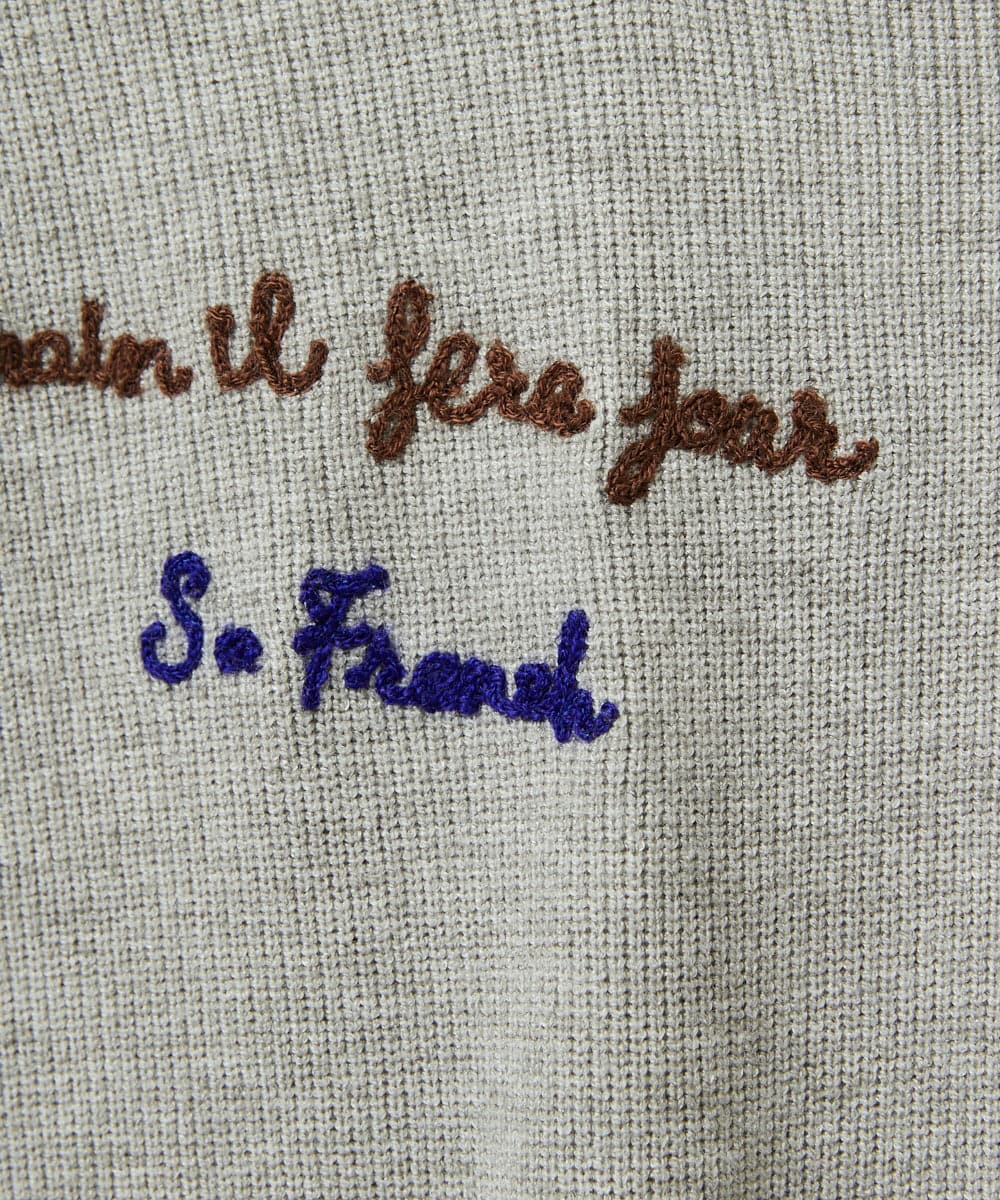 main il fera jour
So French